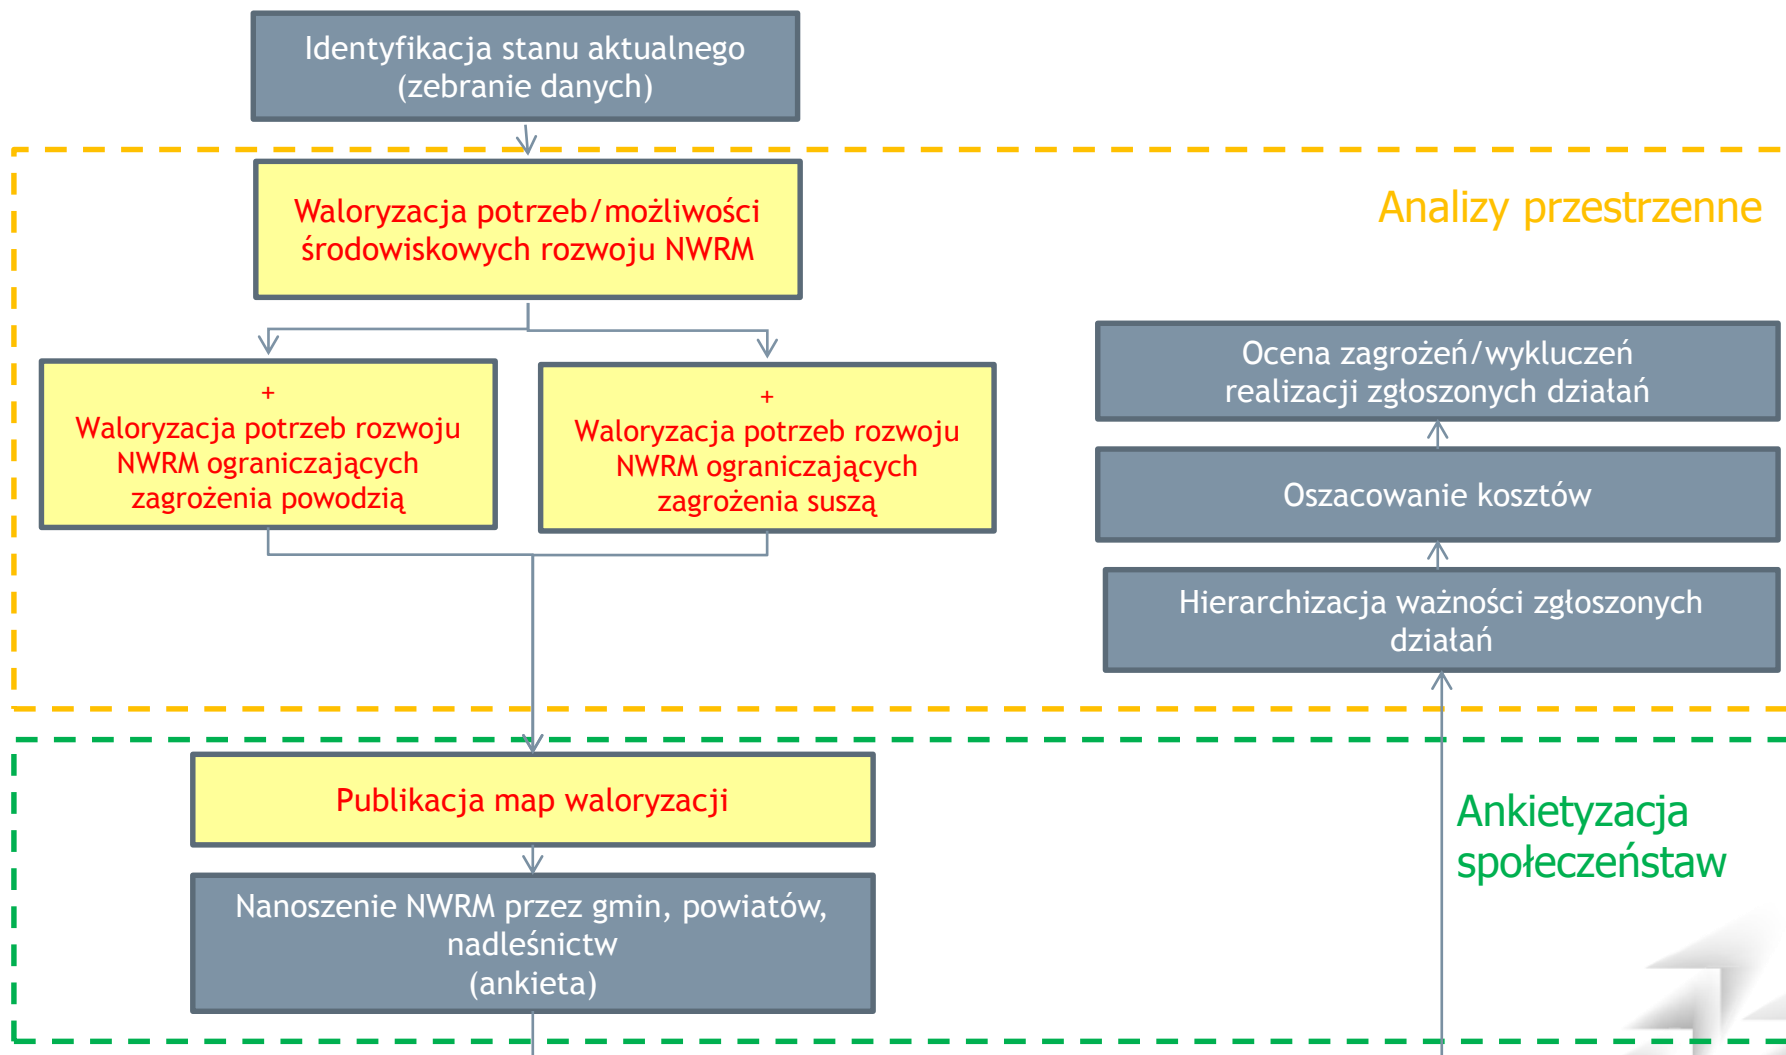 Identyfikacja stanu aktualnego
(zebranie danych)
Analizy przestrzenne
Waloryzacja potrzeb/możliwości
środowiskowych rozwoju NWRM
+
Waloryzacja potrzeb rozwoju
NWRM ograniczających
zagrożenia powodzią
+
Waloryzacja potrzeb rozwoju
NWRM ograniczających
zagrożenia suszą
Ocena zagrożeń/wykluczeń
realizacji zgłoszonych działań
Oszacowanie kosztów
Hierarchizacja ważności zgłoszonych
działań
Publikacja map waloryzacji
Ankietyzacja
społeczeństaw
Nanoszenie NWRM przez gmin, powiatów,
nadleśnictw
(ankieta)